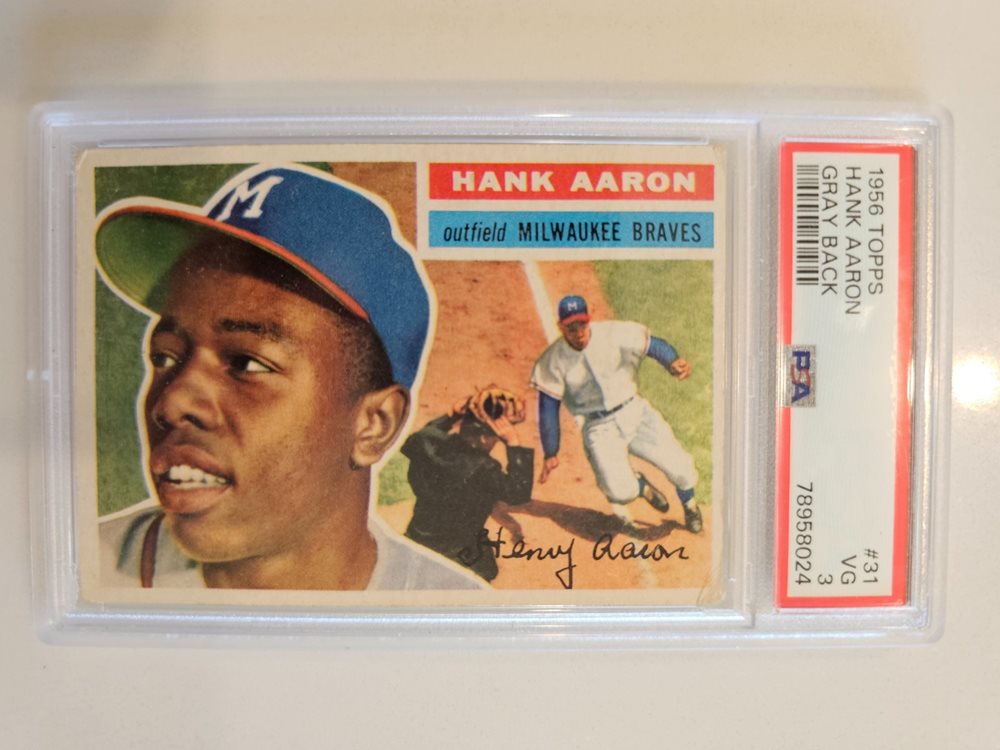 M
HANK AARON
outfield MILWAUKEE BRAVES
M
Henry Aaron
1956 TOPPS #31
HANK AARON VG
GRAY BACK 3
PSA 78958024